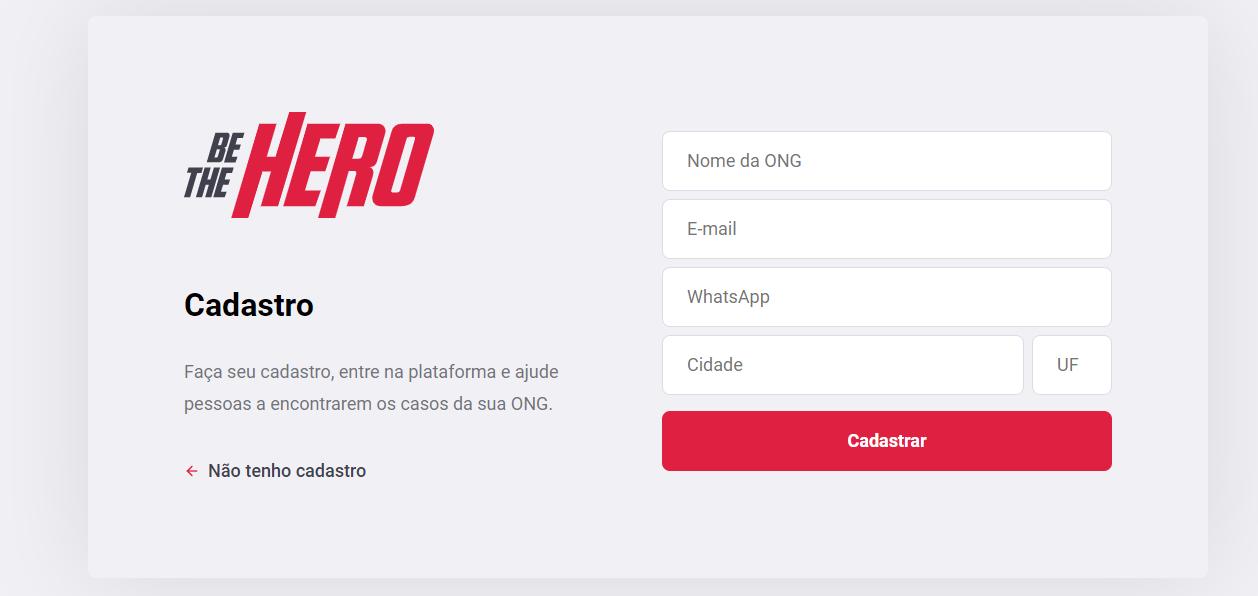 BE
THE
HERO
Cadastro
Faça seu cadastro, entre na plataforma e ajude
pessoas a encontrarem os casos da sua ONG.
Não tenho cadastro
Nome da ONG
E-mail
WhatsApp
Cidade
UF
Cadastrar